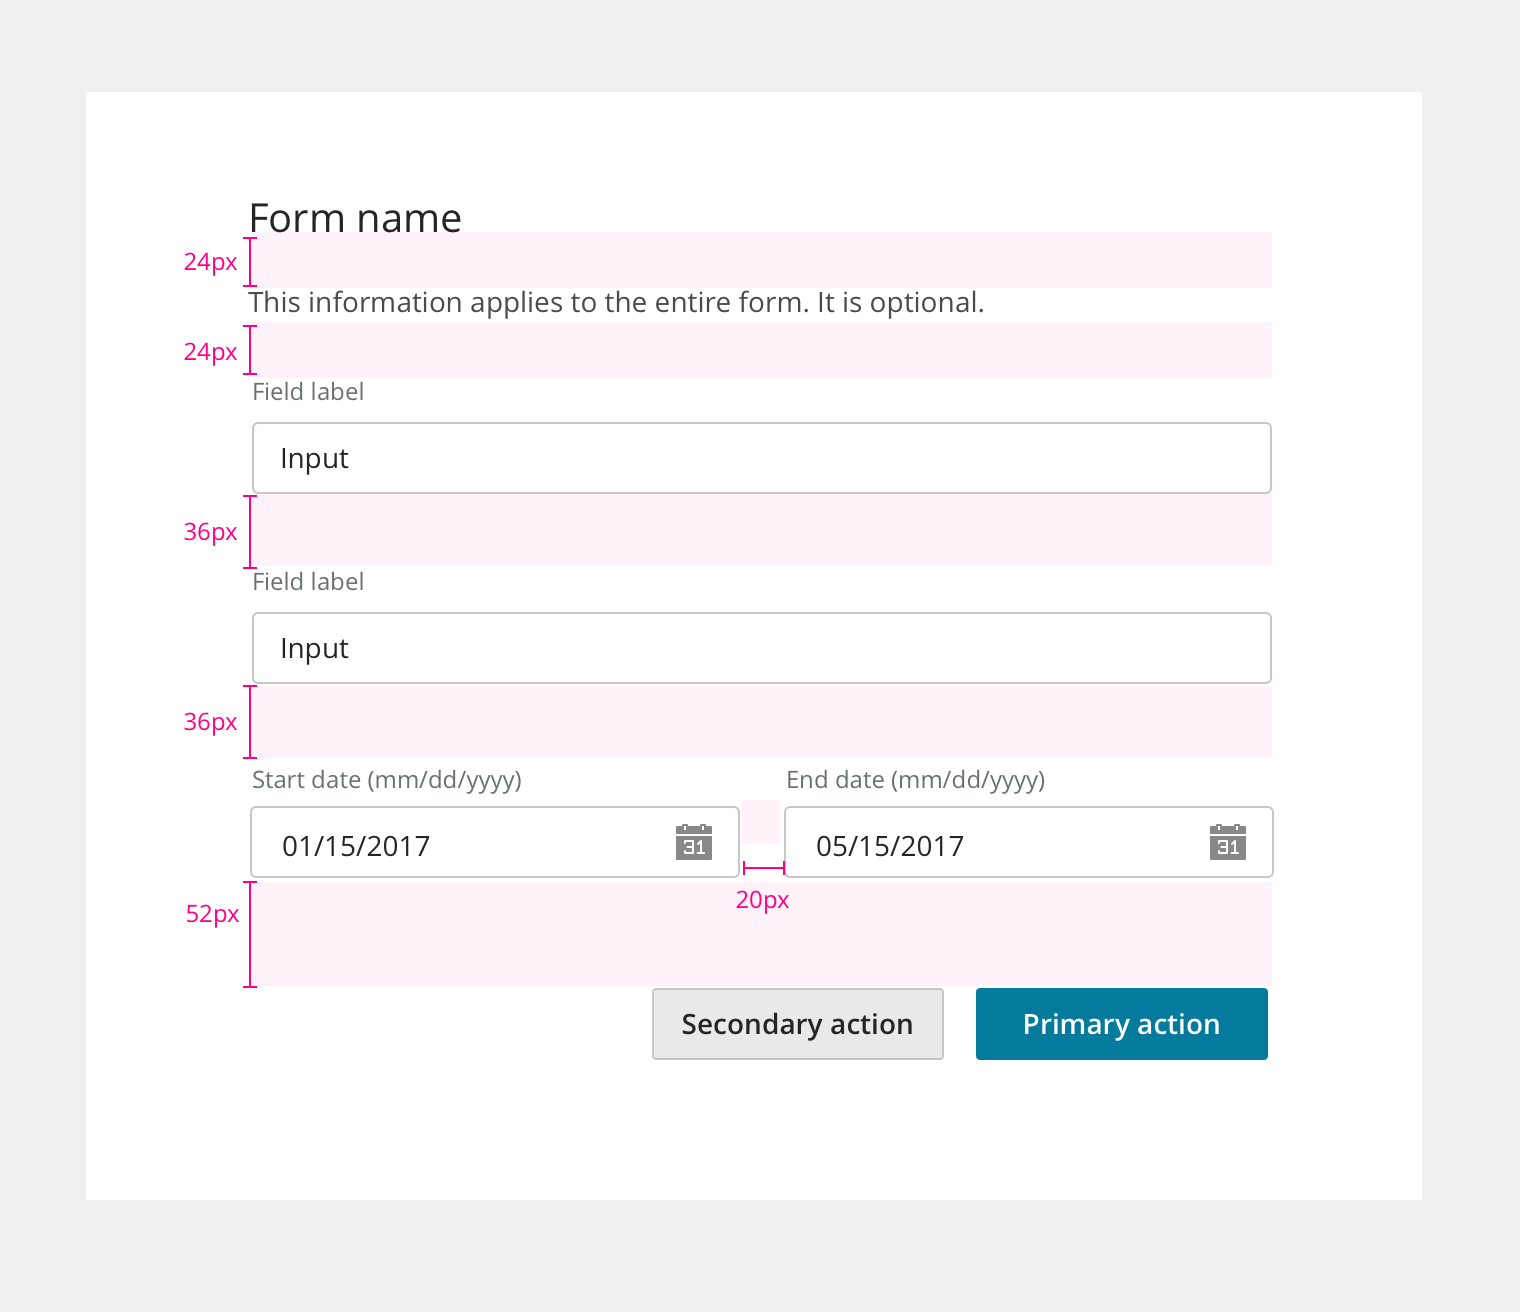 Form name
24px
This information applies to the entire form. It is optional.
24px
Field label
Input
36px
Field label
Input
36px
Start date (mm/dd/yyyy) End date (mm/dd/yyyy)
01/15/2017 31 05/15/2017 31
52px 20px
Secondary action Primary action